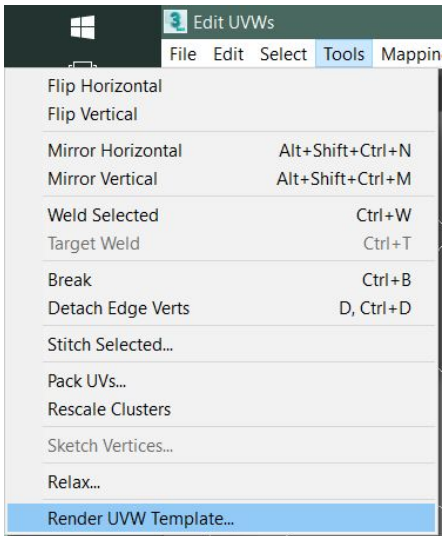 Edit UVWs
File Edit Select Tools Mappin
Flip Horizontal
Flip Vertical
Mirror Horizontal Alt+Shift+Ctrl+N
Mirror Vertical Alt+Shift+Ctrl+M
Weld Selected Ctrl+W
Target Weld Ctrl+T
Break Ctrl+B
Detach Edge Verts D, Ctrl+D
Stitch Selected...
Pack UVs...
Rescale Clusters
Sketch Vertices...
Relax...
Render UVW Template...